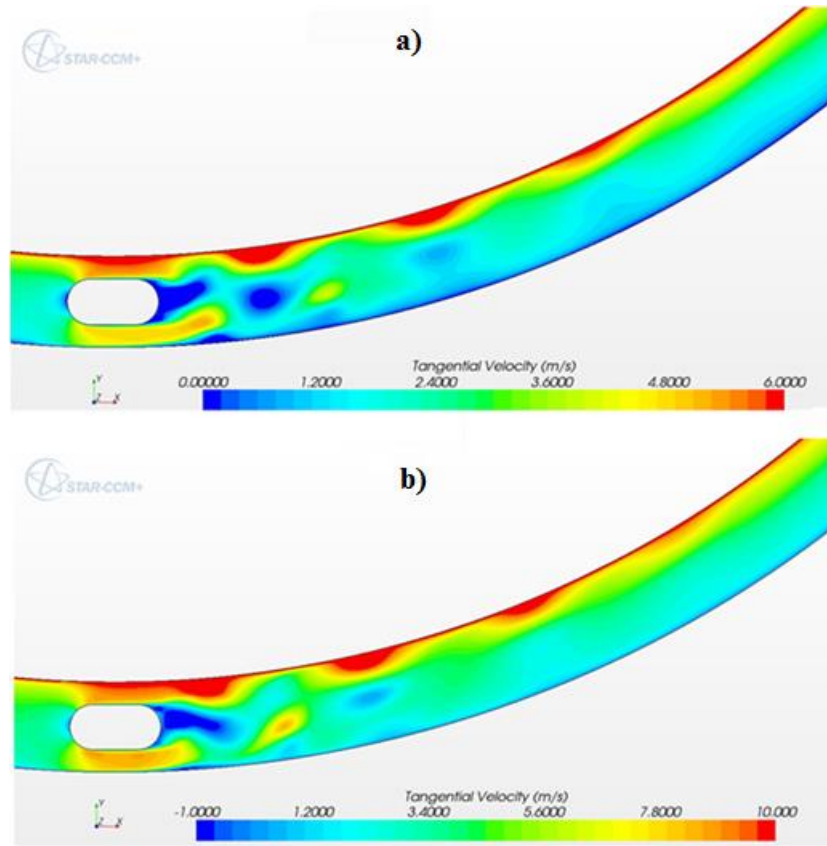 a)
STAR-CCM+
Tangential Velocity (m/s)
0.00000 1.2000 2.4000 3.6000 4.8000 6.0000
Y
Z X
b)
STAR-CCM+
Tangential Velocity (m/s)
-1.0000 1.2000 3.4000 5.6000 7.8000 10.000
Y
Z X